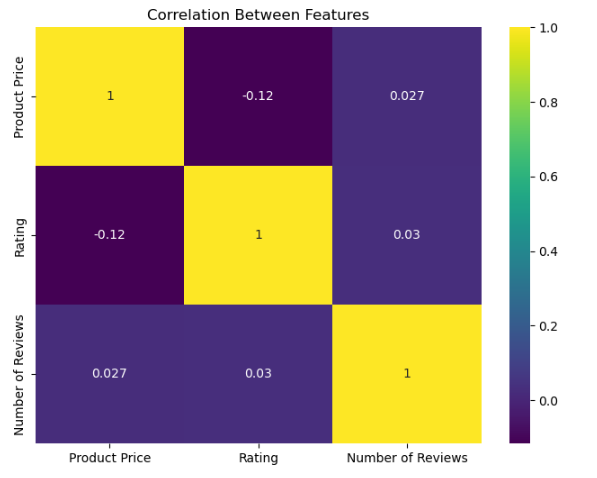 Correlation Between Features
Product Price
1
-0.12
0.027
Rating
-0.12
1
0.03
Number of Reviews
0.027
0.03
1
Product Price
Rating
Number of Reviews
1.0
0.8
0.6
0.4
0.2
0.0